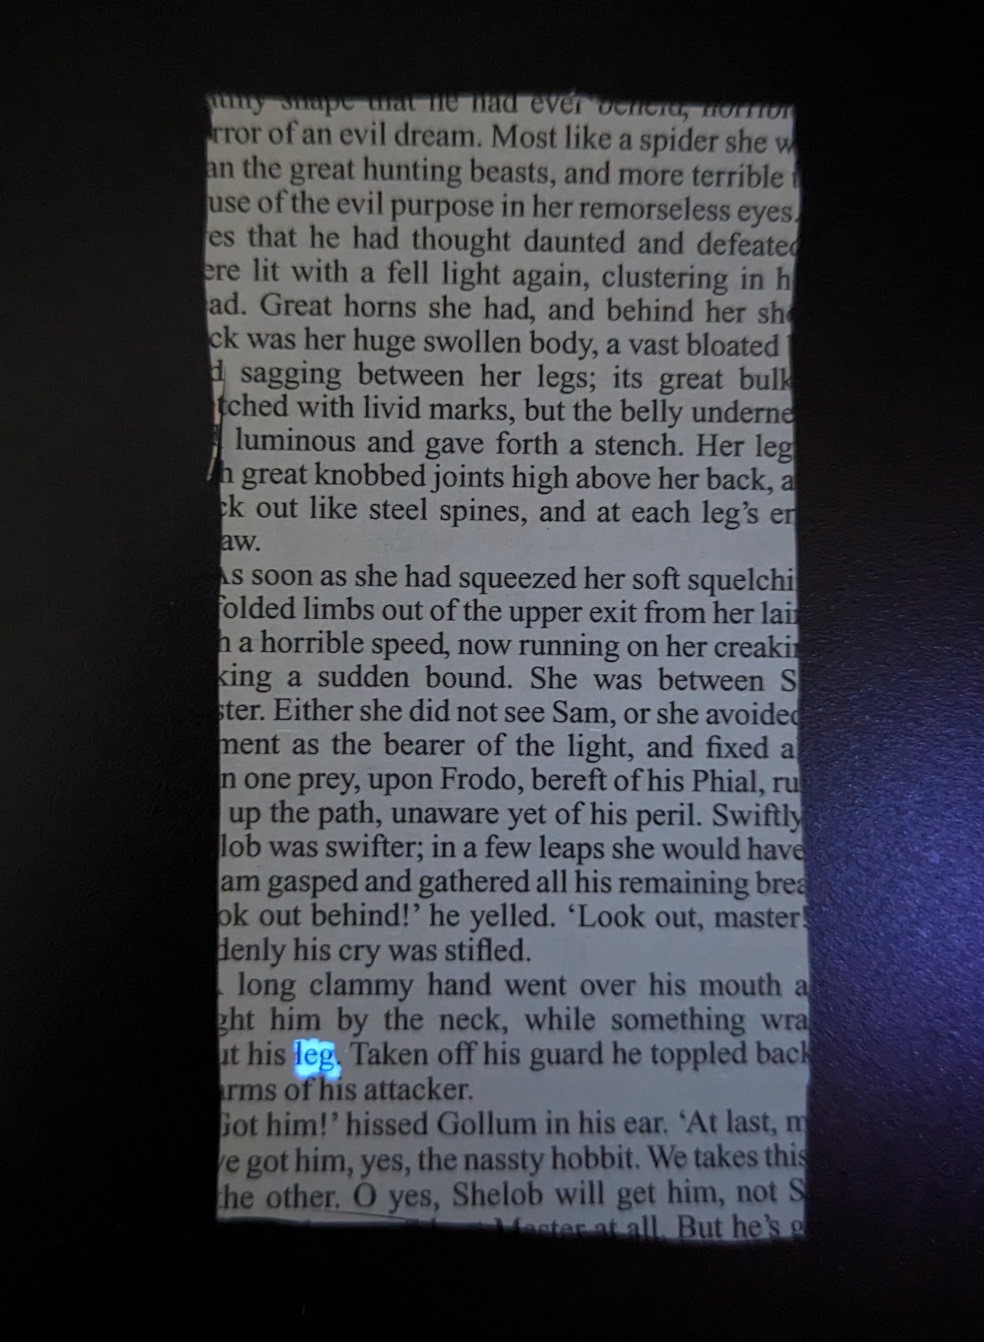 shape that he had ever beheld, horrible
rror of an evil dream. Most like a spider she w
an the great hunting beasts, and more terrible t
use of the evil purpose in her remorseless eyes.
es that he had thought daunted and defeated
ere lit with a fell light again, clustering in h
ad. Great horns she had, and behind her sho
ck was her huge swollen body, a vast bloated
d sagging between her legs; its great bulk
tched with livid marks, but the belly underne
luminous and gave forth a stench. Her leg
h great knobbed joints high above her back, a
ck out like steel spines, and at each leg’s en
aw.
As soon as she had squeezed her soft squelchi
folded limbs out of the upper exit from her lair
h a horrible speed, now running on her creakin
king a sudden bound. She was between S
ster. Either she did not see Sam, or she avoided
ment as the bearer of the light, and fixed a
n one prey, upon Frodo, bereft of his Phial, ru
up the path, unaware yet of his peril. Swiftly
lob was swifter; in a few leaps she would have
am gasped and gathered all his remaining brea
ok out behind!’ he yelled. ‘Look out, master!
denly his cry was stifled.
long clammy hand went over his mouth a
ght him by the neck, while something wra
ut his leg. Taken off his guard he toppled back
arms of his attacker.
Got him!’ hissed Gollum in his ear. ‘At last, m
ve got him, yes, the nassty hobbit. We takes this
the other. O yes, Shelob will get him, not S
Master at all. But he’s g